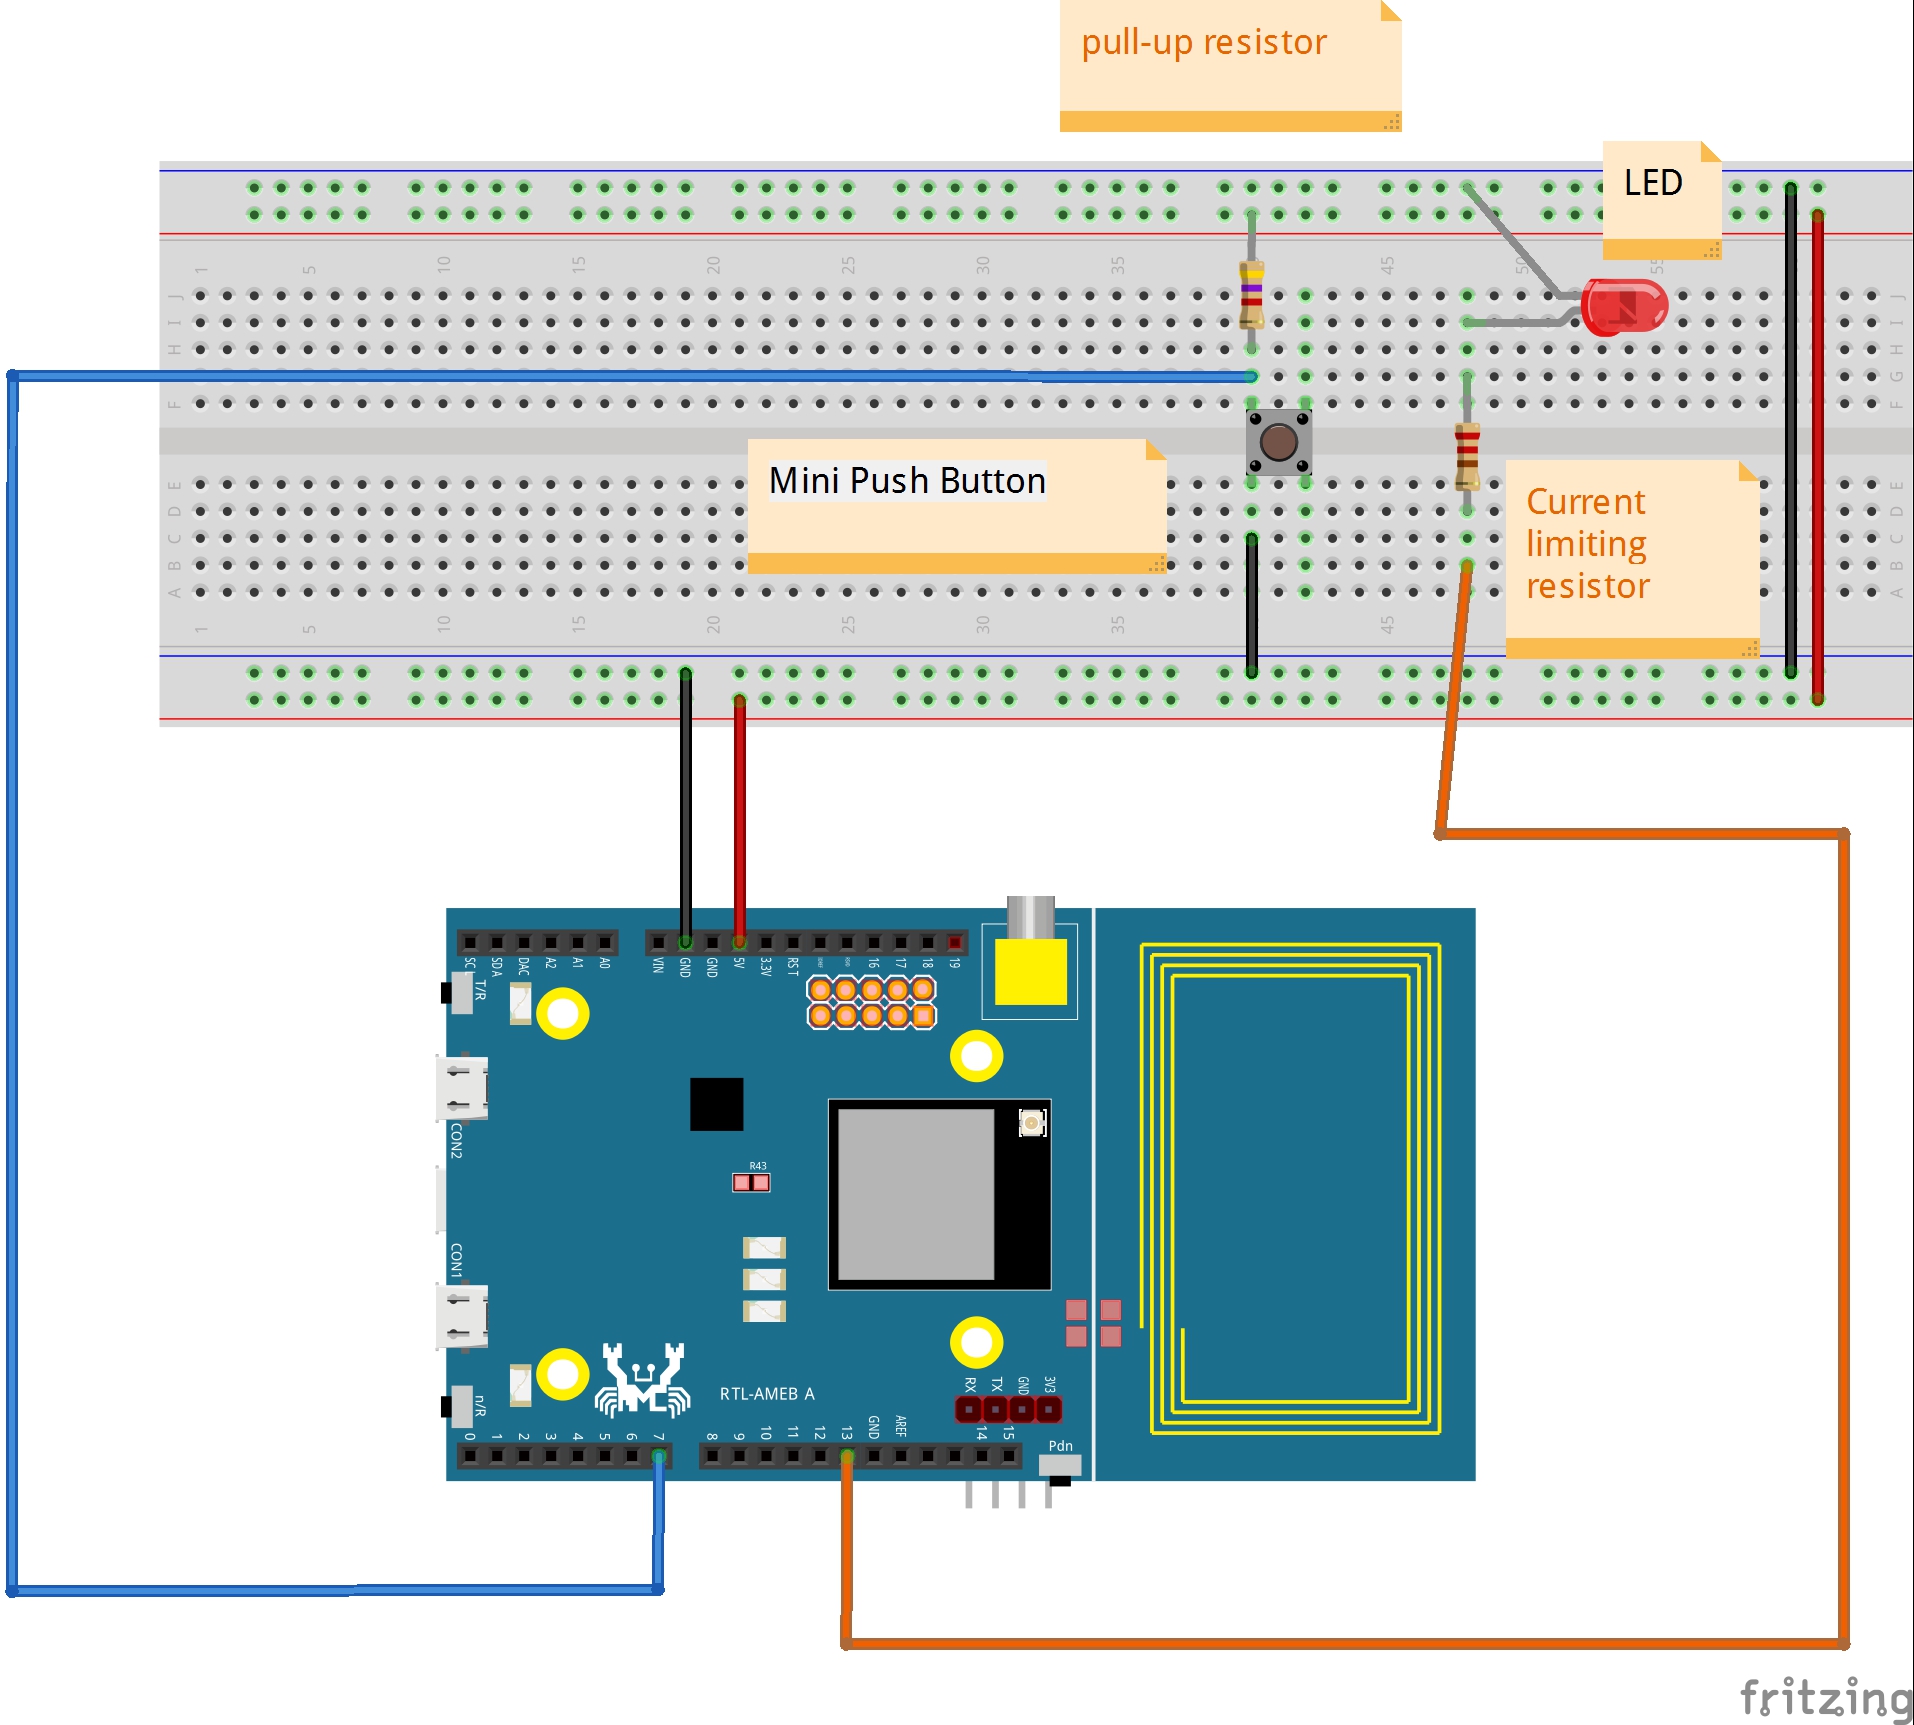 pull-up resistor
LED
1 5 10 15 20 25 30 35 45 50 55
J J
I I
H H
G
F F
Mini Push Button
E E
D D
C C
B B
A A
Current
limiting
resistor
1 5 10 15 20 25 30 35 45
SC SDA DAC A2 A1 A0 VIN GND GND 5V 3.3V RST 16 17 18 19
T/R
CON2
R43
CON1
RTL-AMEB A
RX TX GND 3V3
n/R
0 1 2 3 4 5 6 7 8 9 10 11 12 13 GND AREF 14 15
Pdn
fritzing